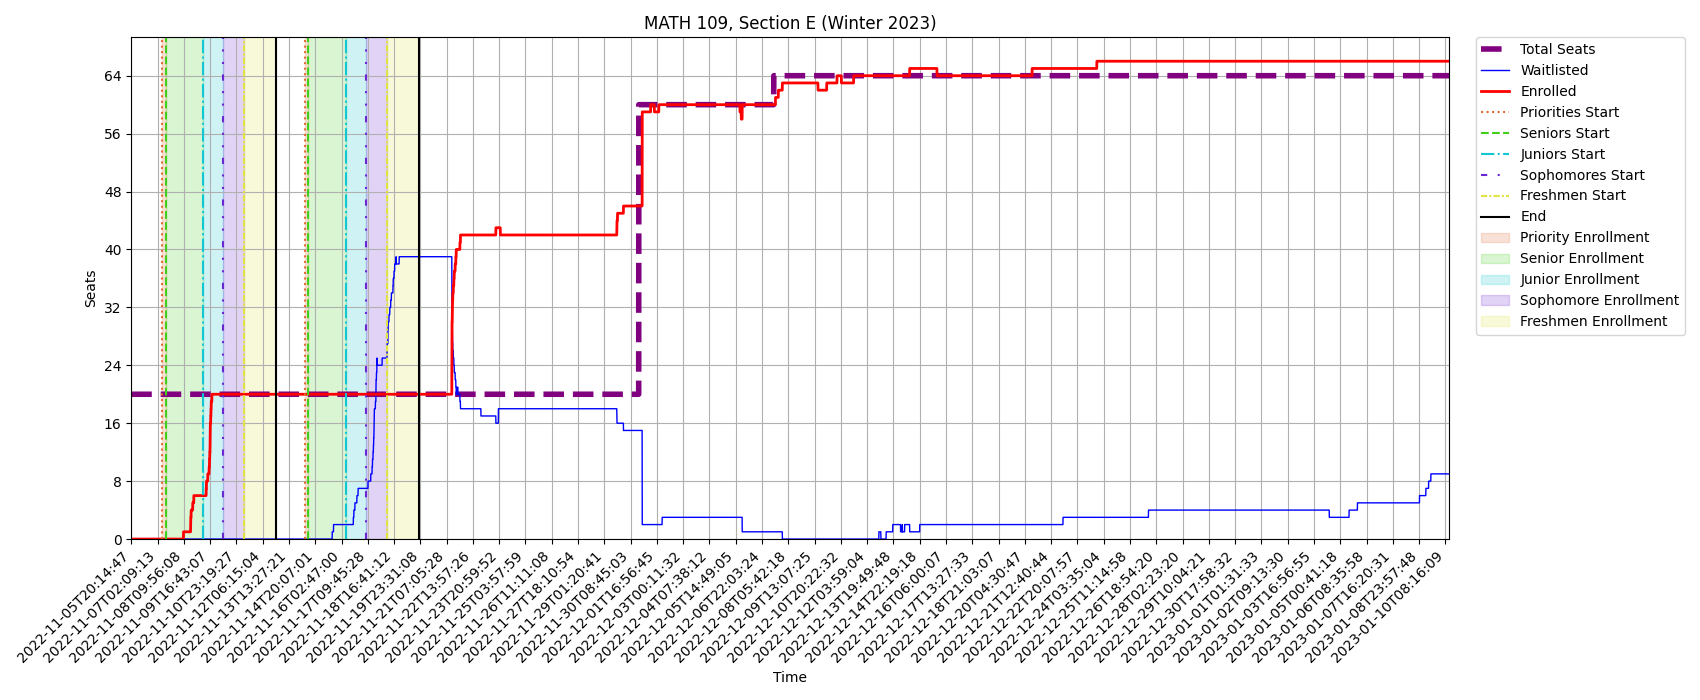 MATH 109, Section E (Winter 2023)
Seats
64
56
48
40
32
24
16
8
0
2022-11-05T20:14:47
2022-11-07T02:09:13
2022-11-08T09:56:08
2022-11-09T16:43:07
2022-11-10T23:19:27
2022-11-12T06:15:04
2022-11-13T13:27:21
2022-11-14T20:07:01
2022-11-16T02:47:00
2022-11-17T09:45:28
2022-11-18T16:41:12
2022-11-19T23:31:08
2022-11-21T07:05:28
2022-11-22T13:57:26
2022-11-23T20:59:52
2022-11-25T03:57:59
2022-11-26T11:11:08
2022-11-27T18:10:54
2022-11-29T01:20:41
2022-11-30T08:45:03
2022-12-01T16:56:45
2022-12-03T00:11:32
2022-12-04T07:38:12
2022-12-05T14:49:05
2022-12-06T22:03:24
2022-12-08T05:42:18
2022-12-09T13:07:25
2022-12-10T20:22:32
2022-12-12T03:59:04
2022-12-13T19:49:48
2022-12-14T22:19:18
2022-12-16T06:00:07
2022-12-17T13:27:33
2022-12-18T21:03:07
2022-12-20T04:30:47
2022-12-21T12:40:44
2022-12-22T20:07:57
2022-12-24T03:35:04
2022-12-25T11:14:58
2022-12-26T18:54:20
2022-12-28T02:23:20
2022-12-29T10:04:21
2022-12-30T17:58:32
2023-01-01T01:31:33
2023-01-02T09:13:30
2023-01-03T16:56:55
2023-01-05T00:41:18
2023-01-06T08:35:58
2023-01-07T16:20:31
2023-01-08T23:57:48
2023-01-10T08:16:09
Time
Total Seats
Waitlisted
Enrolled
Priorities Start
Seniors Start
Juniors Start
Sophomores Start
Freshmen Start
End
Priority Enrollment
Senior Enrollment
Junior Enrollment
Sophomore Enrollment
Freshmen Enrollment